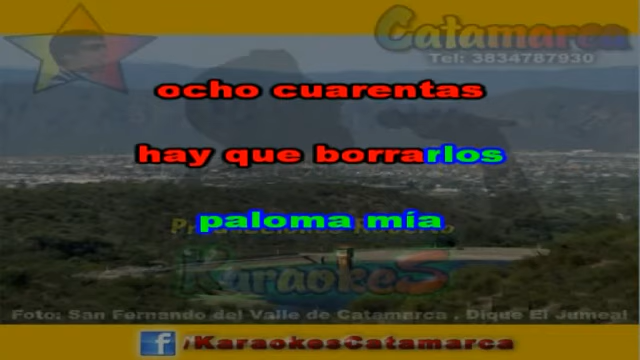 Catamarca
Tel: 3834787930
ocho cuarentas
hay que borrarlos
paloma mía
KaraokeS
Foto: San Fernando del Valle de Catamarca , Dique El Jumeal
f /KaraokesCatamarca